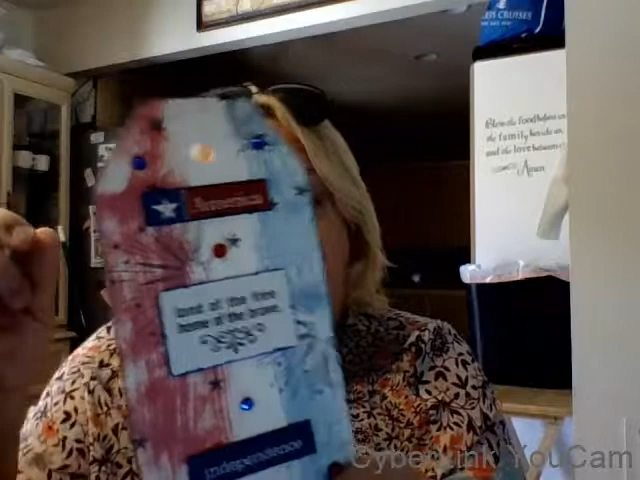 CRUISES
Bless the food before us
the family beside us
and the love between
Amen
America
land of the free
home of the brave.
Independence
CyberLink YouCam